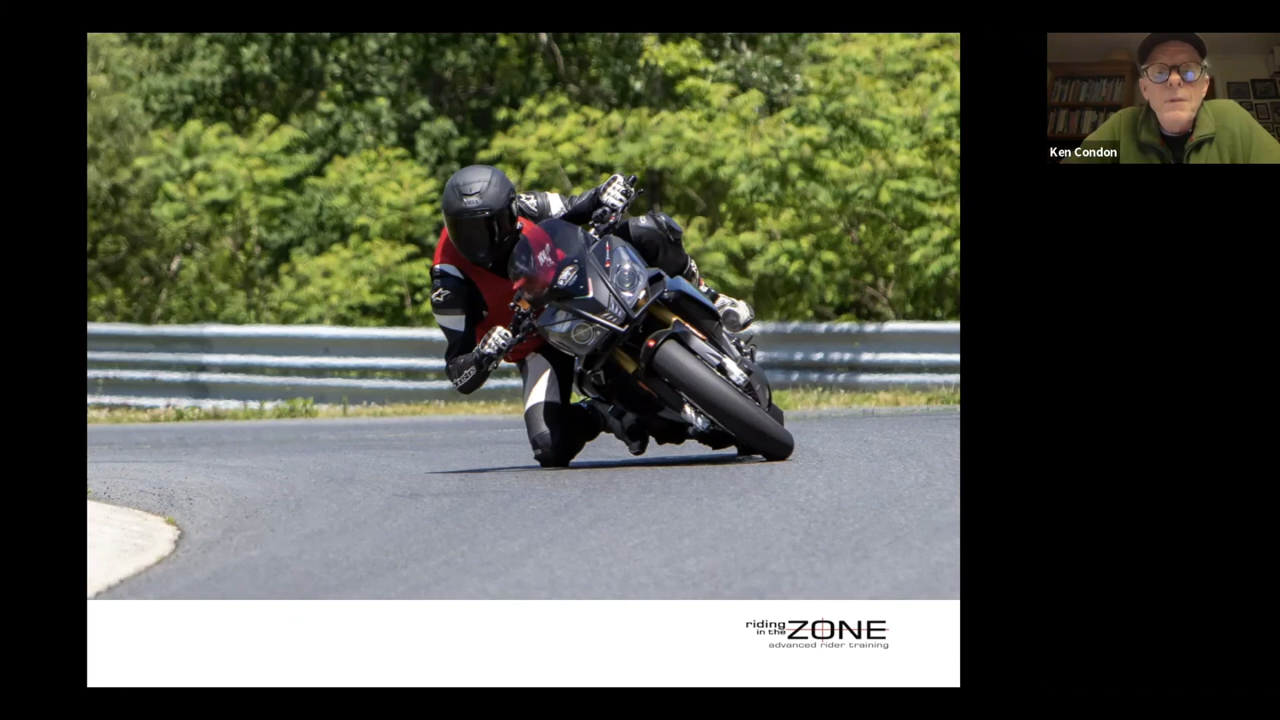 Ken Condon
riding
in the ZONE
advanced rider training